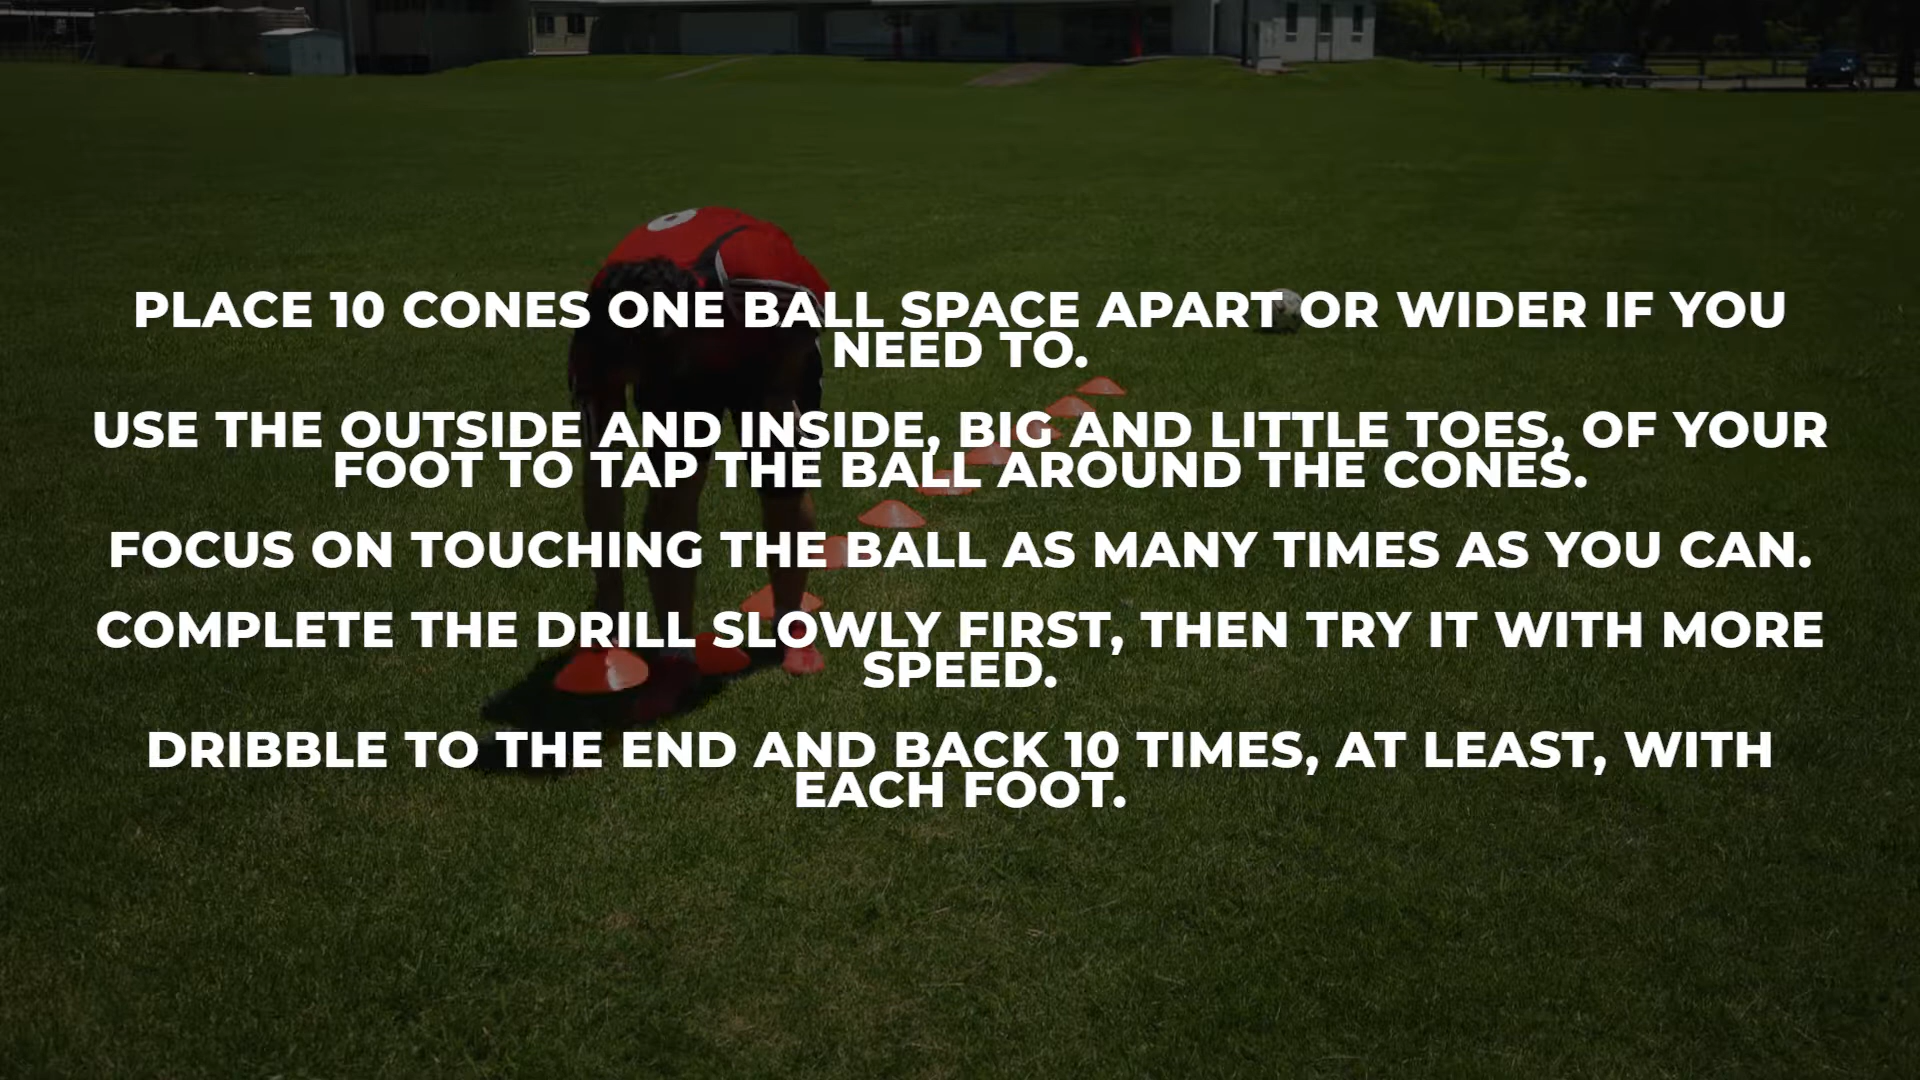 PLACE 10 CONES ONE BALL SPACE APART OR WIDER IF YOU
NEED TO.
USE THE OUTSIDE AND INSIDE, BIG AND LITTLE TOES, OF YOUR
FOOT TO TAP THE BALL AROUND THE CONES.
FOCUS ON TOUCHING THE BALL AS MANY TIMES AS YOU CAN.
COMPLETE THE DRILL SLOWLY FIRST, THEN TRY IT WITH MORE
SPEED.
DRIBBLE TO THE END AND BACK 10 TIMES, AT LEAST, WITH
EACH FOOT.